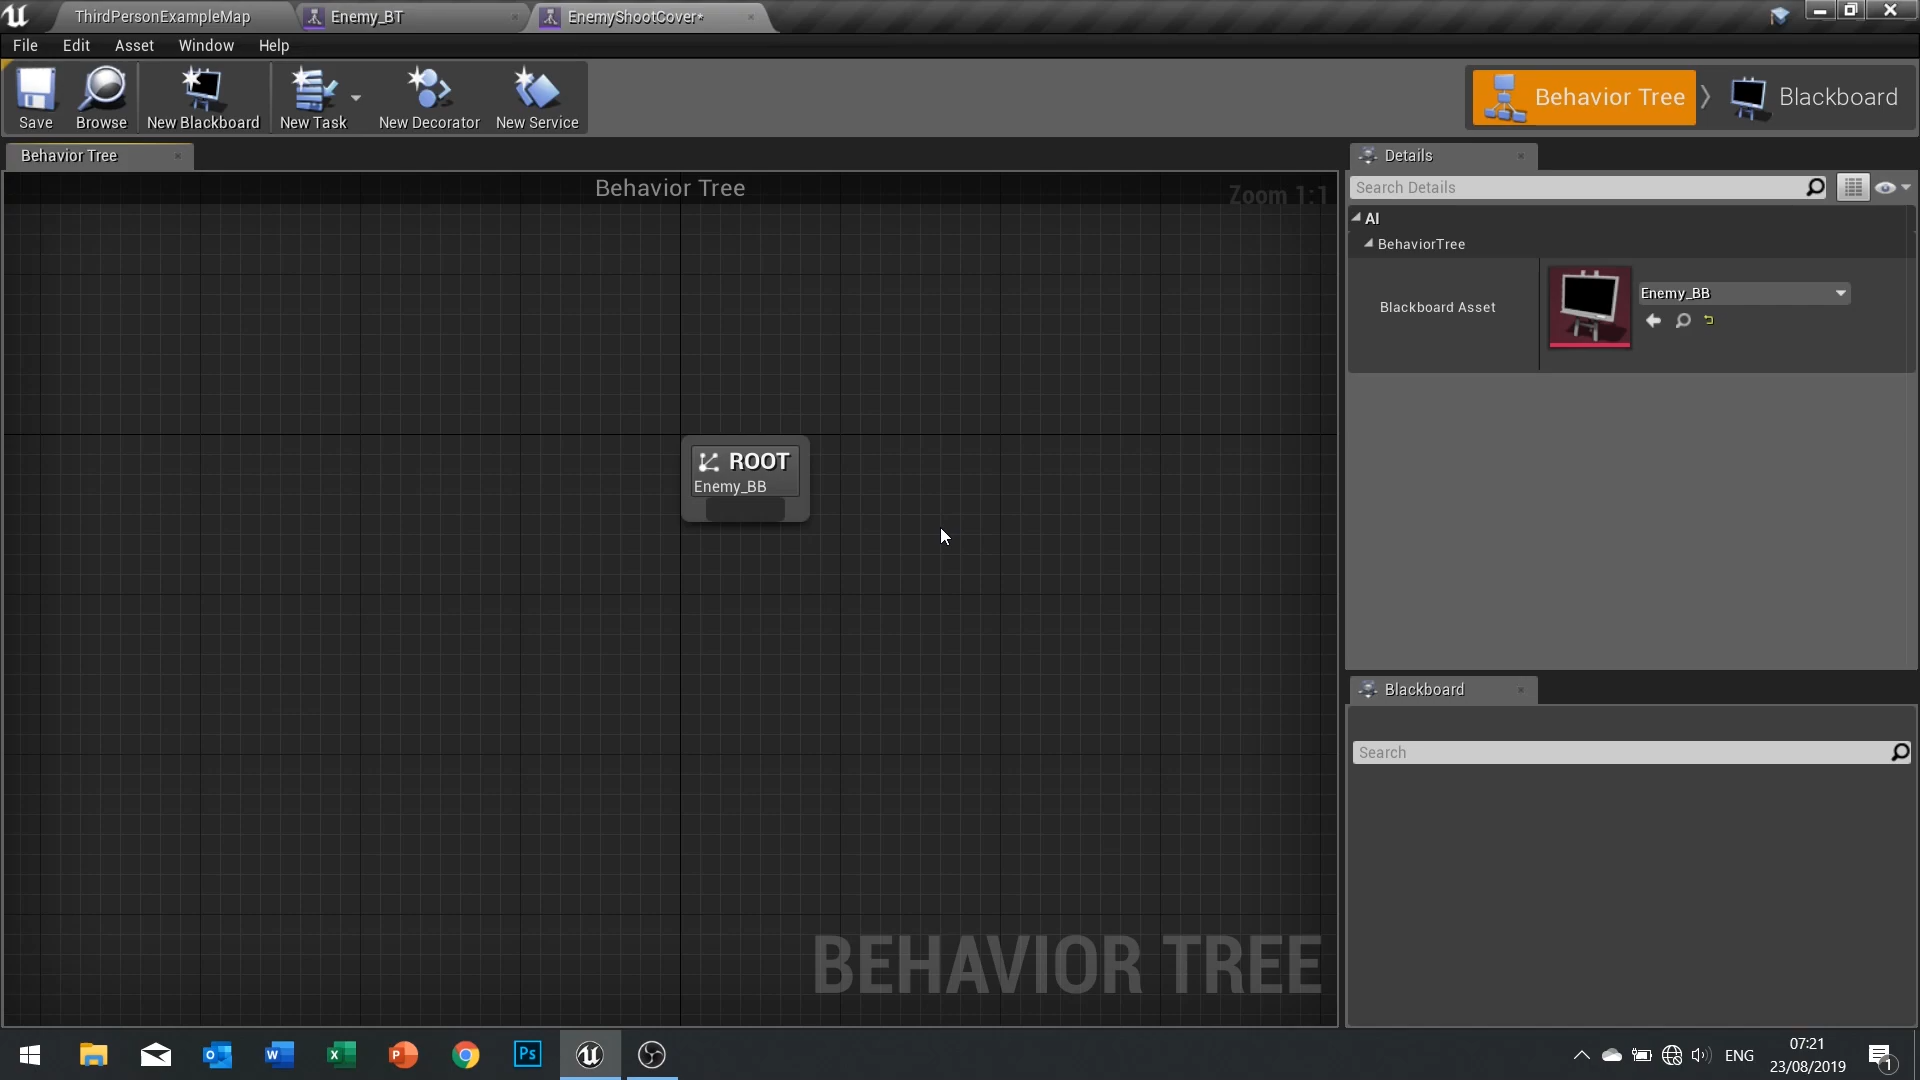 ThirdPersonExampleMap
Enemy_BT
EnemyShootCover*
File Edit Asset Window Help
Save
Browse
New Blackboard
New Task
New Decorator
New Service
Behavior Tree
Blackboard
Behavior Tree
Details
Behavior Tree
Zoom 1:1
Search Details
AI
BehaviorTree
Blackboard Asset
Enemy_BB
ROOT
Enemy_BB
Blackboard
Search
BEHAVIOR TREE
ENG
07:21
23/08/2019
1